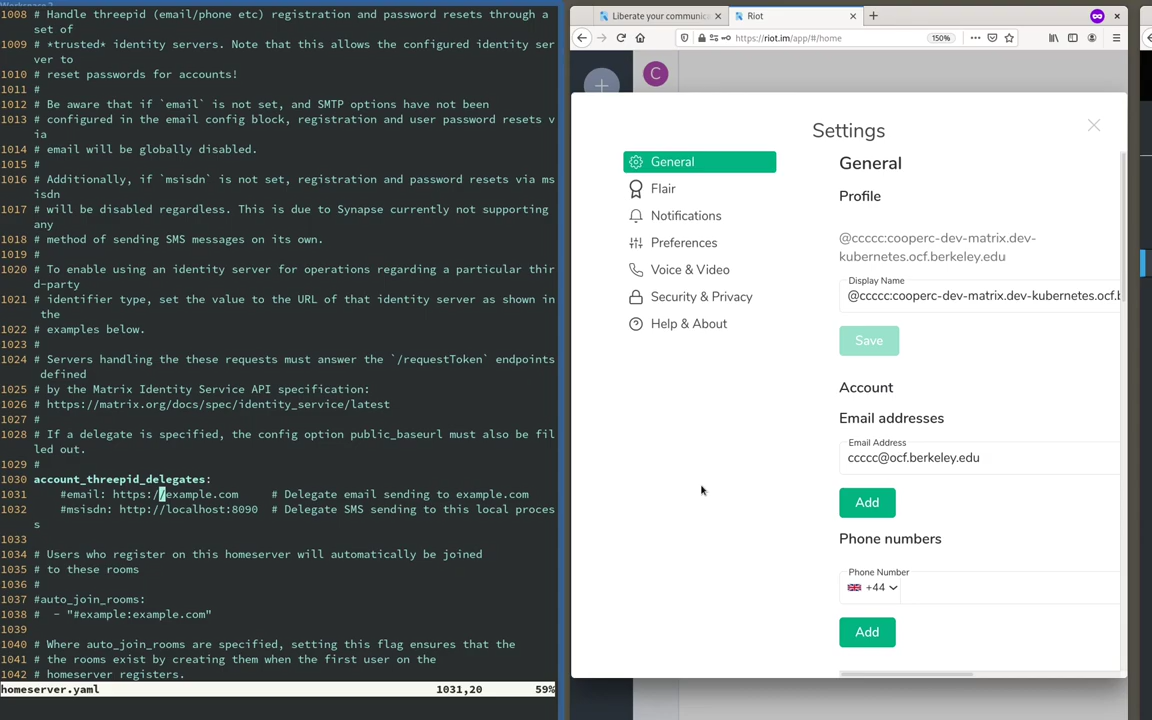 Workspace 2
1008 # Handle threepid (email/phone etc) registration and password resets through a
set of
1009 # *trusted* identity servers. Note that this allows the configured identity ser
ver to
1010 # reset passwords for accounts!
1011 #
1012 # Be aware that if `email` is not set, and SMTP options have not been
1013 # configured in the email config block, registration and user password resets v
ia
1014 # email will be globally disabled.
1015 #
1016 # Additionally, if `msisdn` is not set, registration and password resets via ms
isdn
1017 # will be disabled regardless. This is due to Synapse currently not supporting
any
1018 # method of sending SMS messages on its own.
1019 #
1020 # To enable using an identity server for operations regarding a particular thir
d-party
1021 # identifier type, set the value to the URL of that identity server as shown in
the
1022 # examples below.
1023 #
1024 # Servers handling the these requests must answer the `/requestToken` endpoints
defined
1025 # by the Matrix Identity Service API specification:
1026 # https://matrix.org/docs/spec/identity_service/latest
1027 #
1028 # If a delegate is specified, the config option public_baseurl must also be fil
led out.
1029 #
1030 account_threepid_delegates:
1031 #email: https://example.com # Delegate email sending to example.com
1032 #msisdn: http://localhost:8090 # Delegate SMS sending to this local proces
s
1033
1034 # Users who register on this homeserver will automatically be joined
1035 # to these rooms
1036 #
1037 #auto_join_rooms:
1038 # - "#example:example.com"
1039
1040 # Where auto_join_rooms are specified, setting this flag ensures that the
1041 # the rooms exist by creating them when the first user on the
1042 # homeserver registers.
homeserver.yaml 1031,20 59%
Liberate your communic
Riot
https://riot.im/app/#/home
150%
C
Settings
General
Flair
Notifications
Preferences
Voice & Video
Security & Privacy
Help & About
General
Profile
@ccccc:cooperc-dev-matrix.dev-
kubernetes.ocf.berkeley.edu
Display Name
@ccccc:cooperc-dev-matrix.dev-kubernetes.ocf.b
Save
Account
Email addresses
Email Address
ccccc@ocf.berkeley.edu
Add
Phone numbers
Phone Number
+44
Add